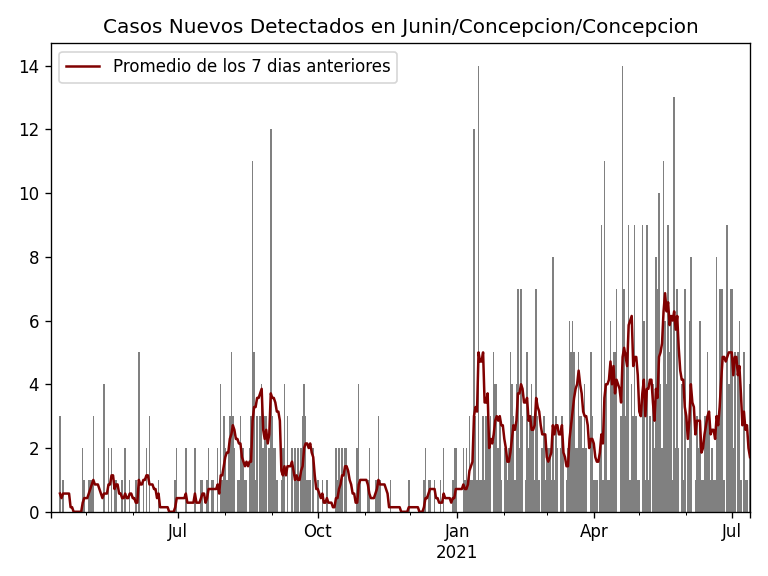 Casos Nuevos Detectados en Junin/Concepcion/Concepcion
Promedio de los 7 dias anteriores
14
12
10
8
6
4
2
0
Jul
Oct
Jan
Apr
Jul
2021